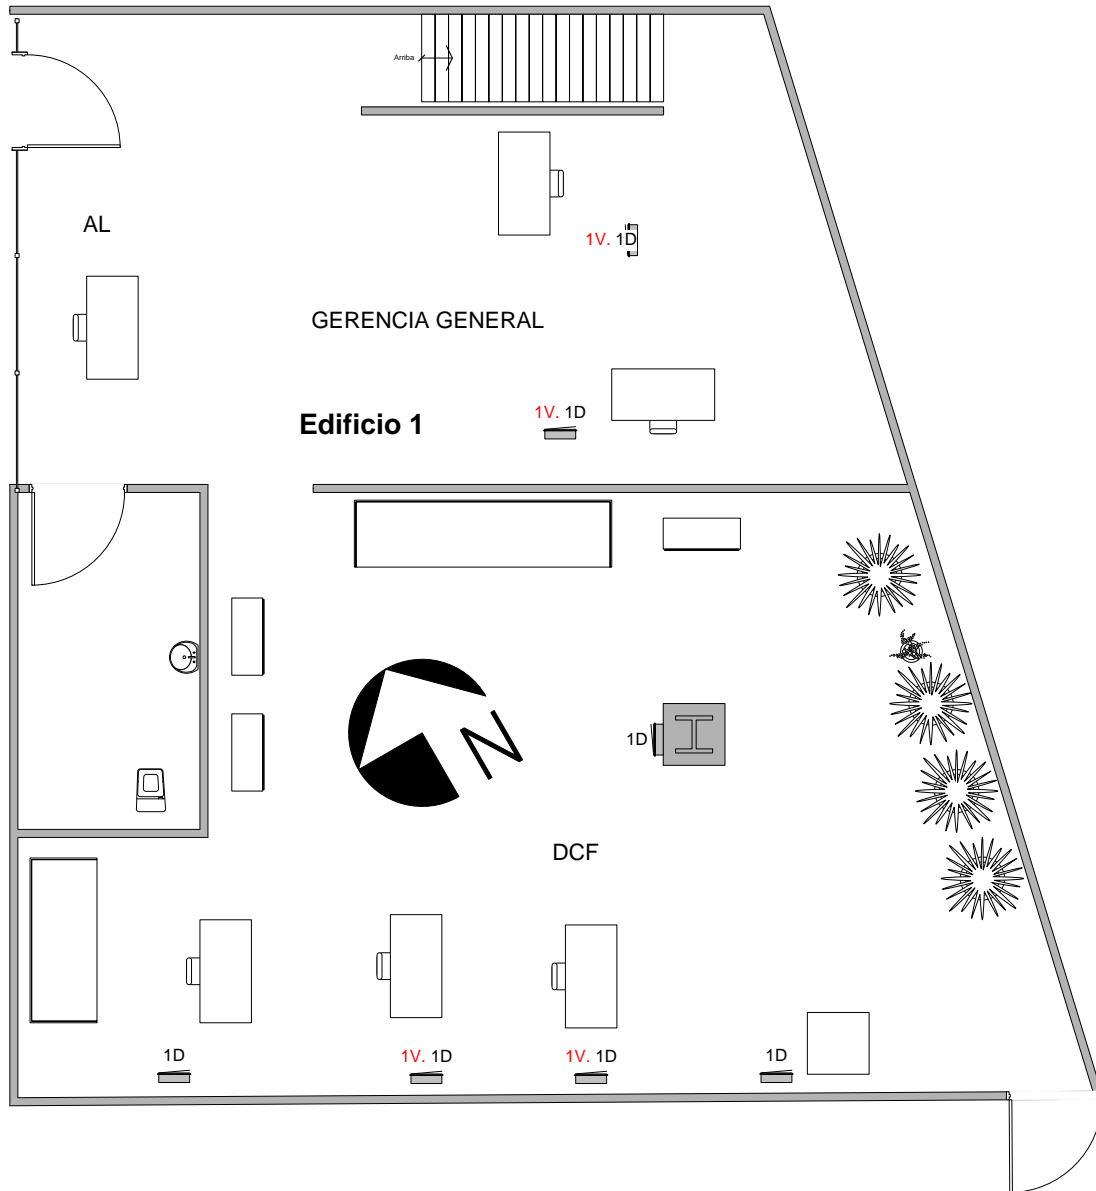 Arriba
AL
1V. 1D
GERENCIA GENERAL
1V. 1D
Edificio 1
N
1D
DCF
1D
1V. 1D
1V. 1D
1D